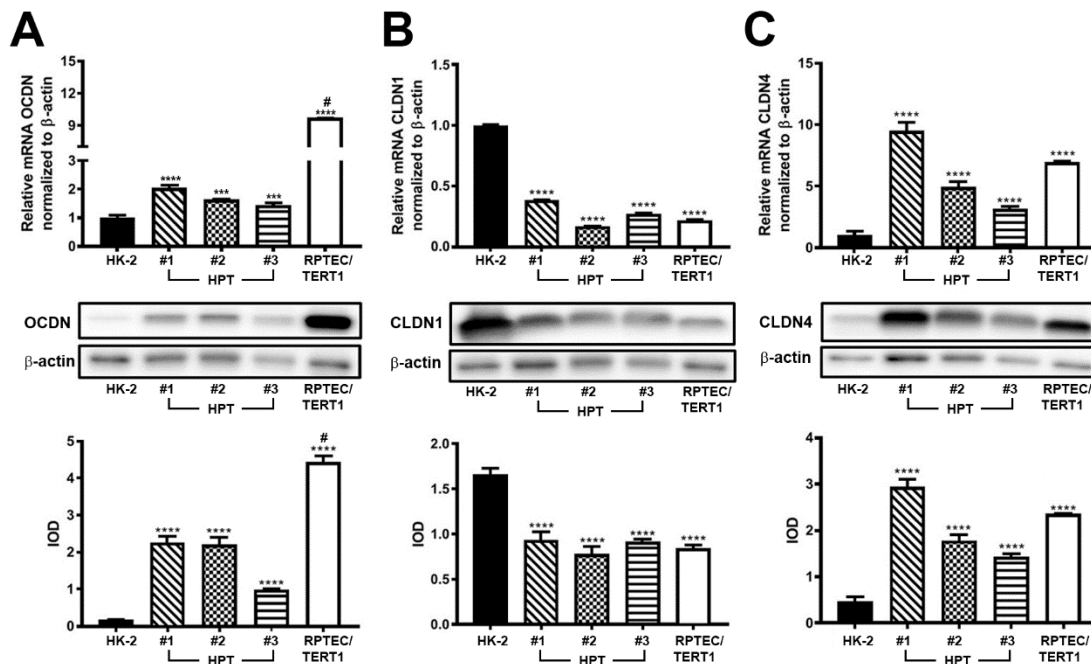 A
Relative mRNA OCDN
normalized to β-actin
15
12
9
3
2
1
0
****
***
***
#
****
HK-2 #1 #2 #3 RPTEC/
TERT1
HPT
OCDN
β-actin
HK-2 #1 #2 #3 RPTEC/
TERT1
HPT
IOD
5
4
3
2
1
0
****
****
****
#
****
HK-2 #1 #2 #3 RPTEC/
TERT1
HPT
B
Relative mRNA CLDN1
normalized to β-actin
1.5
1.0
0.5
0.0
****
****
****
****
HK-2 #1 #2 #3 RPTEC/
TERT1
HPT
CLDN1
β-actin
HK-2 #1 #2 #3 RPTEC/
TERT1
HPT
IOD
2.0
1.5
1.0
0.5
0.0
****
****
****
****
HK-2 #1 #2 #3 RPTEC/
TERT1
HPT
C
Relative mRNA CLDN4
normalized to β-actin
15
10
5
0
****
****
****
****
HK-2 #1 #2 #3 RPTEC/
TERT1
HPT
CLDN4
β-actin
HK-2 #1 #2 #3 RPTEC/
TERT1
HPT
IOD
4
3
2
1
0
****
****
****
****
HK-2 #1 #2 #3 RPTEC/
TERT1
HPT